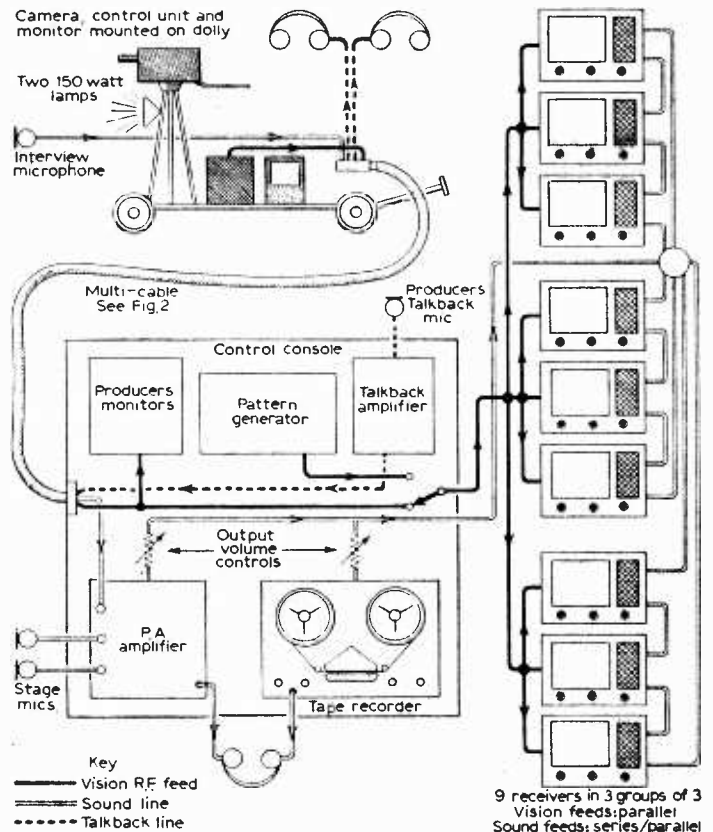 Camera, control unit and
monitor mounted on dolly
Two 150 watt
lamps
Interview
microphone
Multi-cable
See Fig. 2
Producers
Talkback
mic
Control console
Producers
monitors
Pattern
generator
Talkback
amplifier
Output
volume
controls
P.A
amplifier
Stage
mics
Tape recorder
Key
Vision R.F feed
Sound line
Talkback line
9 receivers in 3 groups of 3
Vision feeds: parallel
Sound feeds: series/parallel